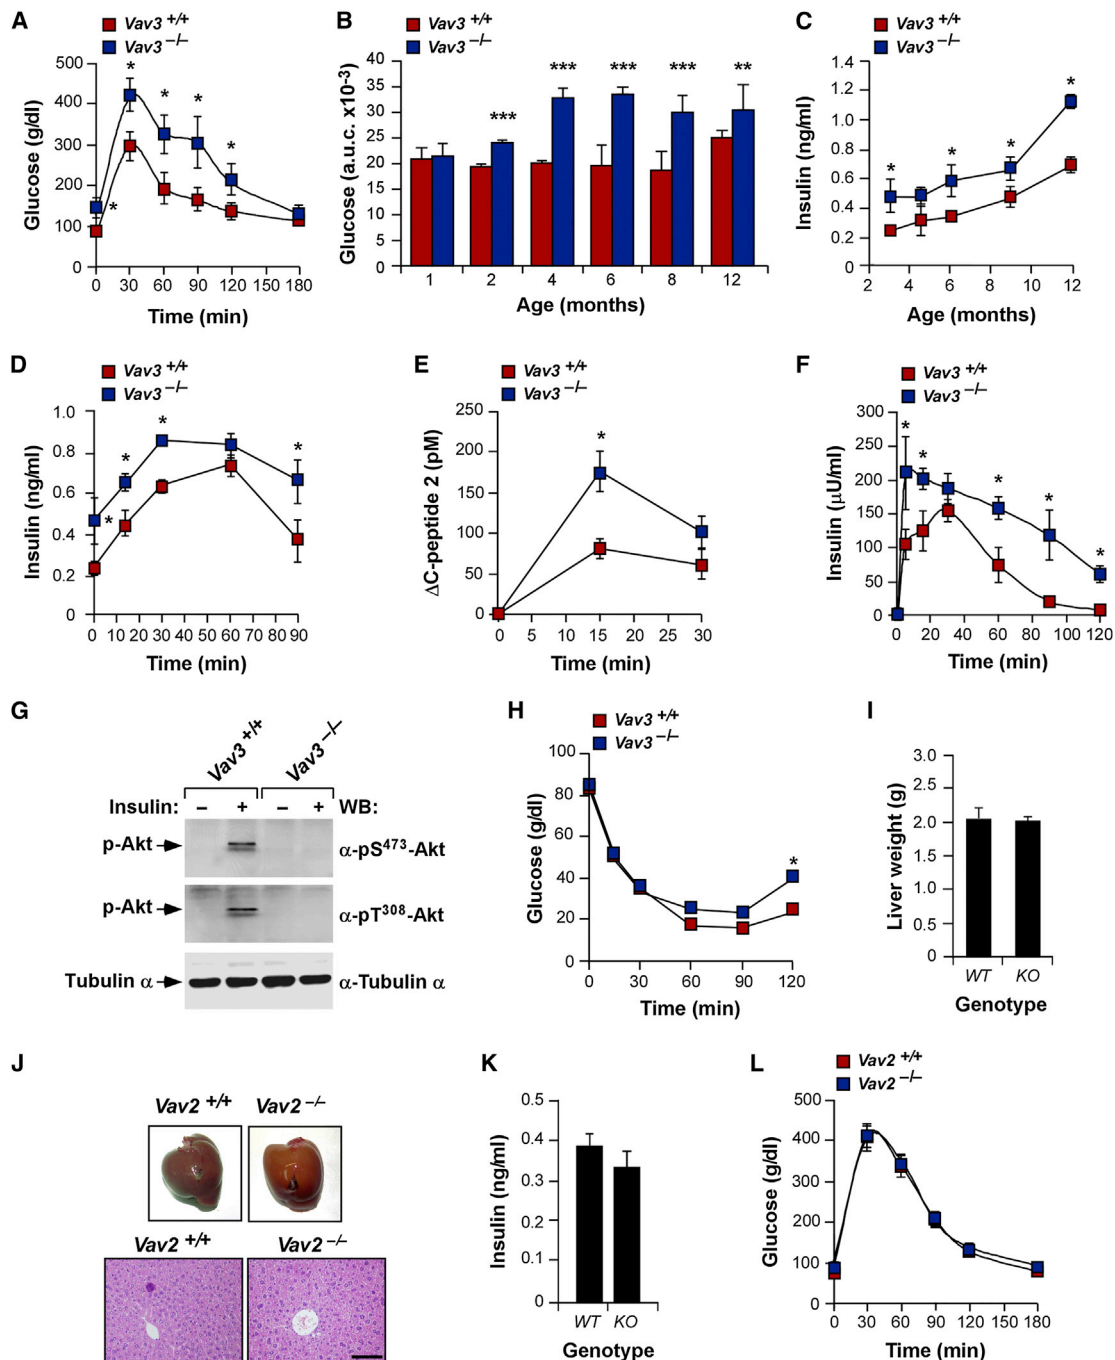 A
Vav3 +/+
Vav3 –/–
Glucose (g/dl)
500
400
300
200
100
0
*
*
*
*
*
0 30 60 90 120 150 180
Time (min)
B
Vav3 +/+
Vav3 –/–
Glucose (a.u.c. x10-3)
40
35
30
25
20
15
10
5
0
***
***
***
***
**
1 2 4 6 8 12
Age (months)
C
Vav3 +/+
Vav3 –/–
Insulin (ng/ml)
1.4
1.2
1.0
0.8
0.6
0.4
0.2
0
*
*
*
*
2 4 6 8 10 12
Age (months)
D
Vav3 +/+
Vav3 –/–
Insulin (ng/ml)
1.0
0.8
0.6
0.4
0.2
0
*
*
*
*
0 10 20 30 40 50 60 70 80 90
Time (min)
E
Vav3 +/+
Vav3 –/–
ΔC-peptide 2 (pM)
250
200
150
100
50
0
*
0 5 10 15 20 25 30
Time (min)
F
Vav3 +/+
Vav3 –/–
Insulin (μU/ml)
300
250
200
150
100
50
0
*
*
*
*
*
0 20 40 60 80 100 120
Time (min)
G
Vav3 +/+
Vav3 –/–
Insulin: – + – + WB:
p-Akt α-pS473-Akt
p-Akt α-pT308-Akt
Tubulin α α-Tubulin α
H
Vav3 +/+
Vav3 –/–
Glucose (g/dl)
100
80
60
40
20
0
*
0 30 60 90 120
Time (min)
I
Liver weight (g)
3.0
2.5
2.0
1.5
1.0
0.5
0
WT KO
Genotype
J
Vav2 +/+ Vav2 –/–
Vav2 +/+ Vav2 –/–
K
Insulin (ng/ml)
0.5
0.4
0.3
0.2
0.1
0
WT KO
Genotype
L
Vav2 +/+
Vav2 –/–
Glucose (g/dl)
500
400
300
200
100
0
0 30 60 90 120 150 180
Time (min)